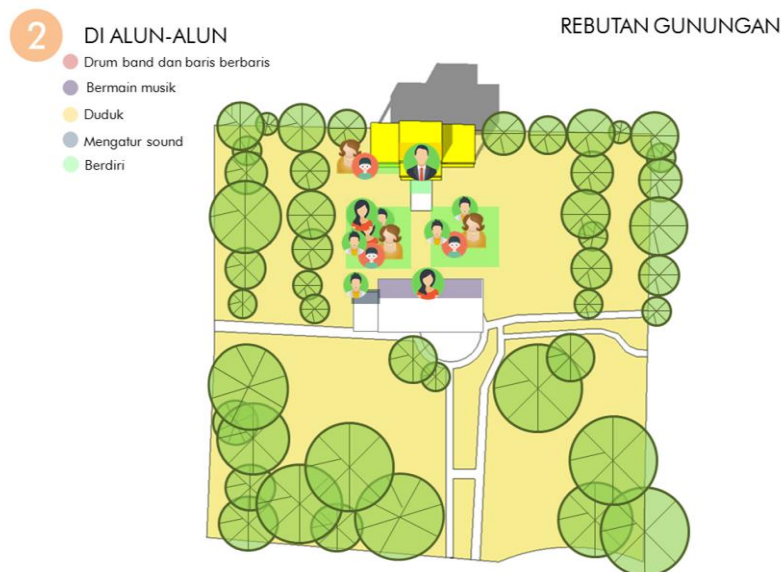 2
DI ALUN-ALUN
REBUTAN GUNUNGAN
Drum band dan baris berbaris
Bermain musik
Duduk
Mengatur sound
Berdiri